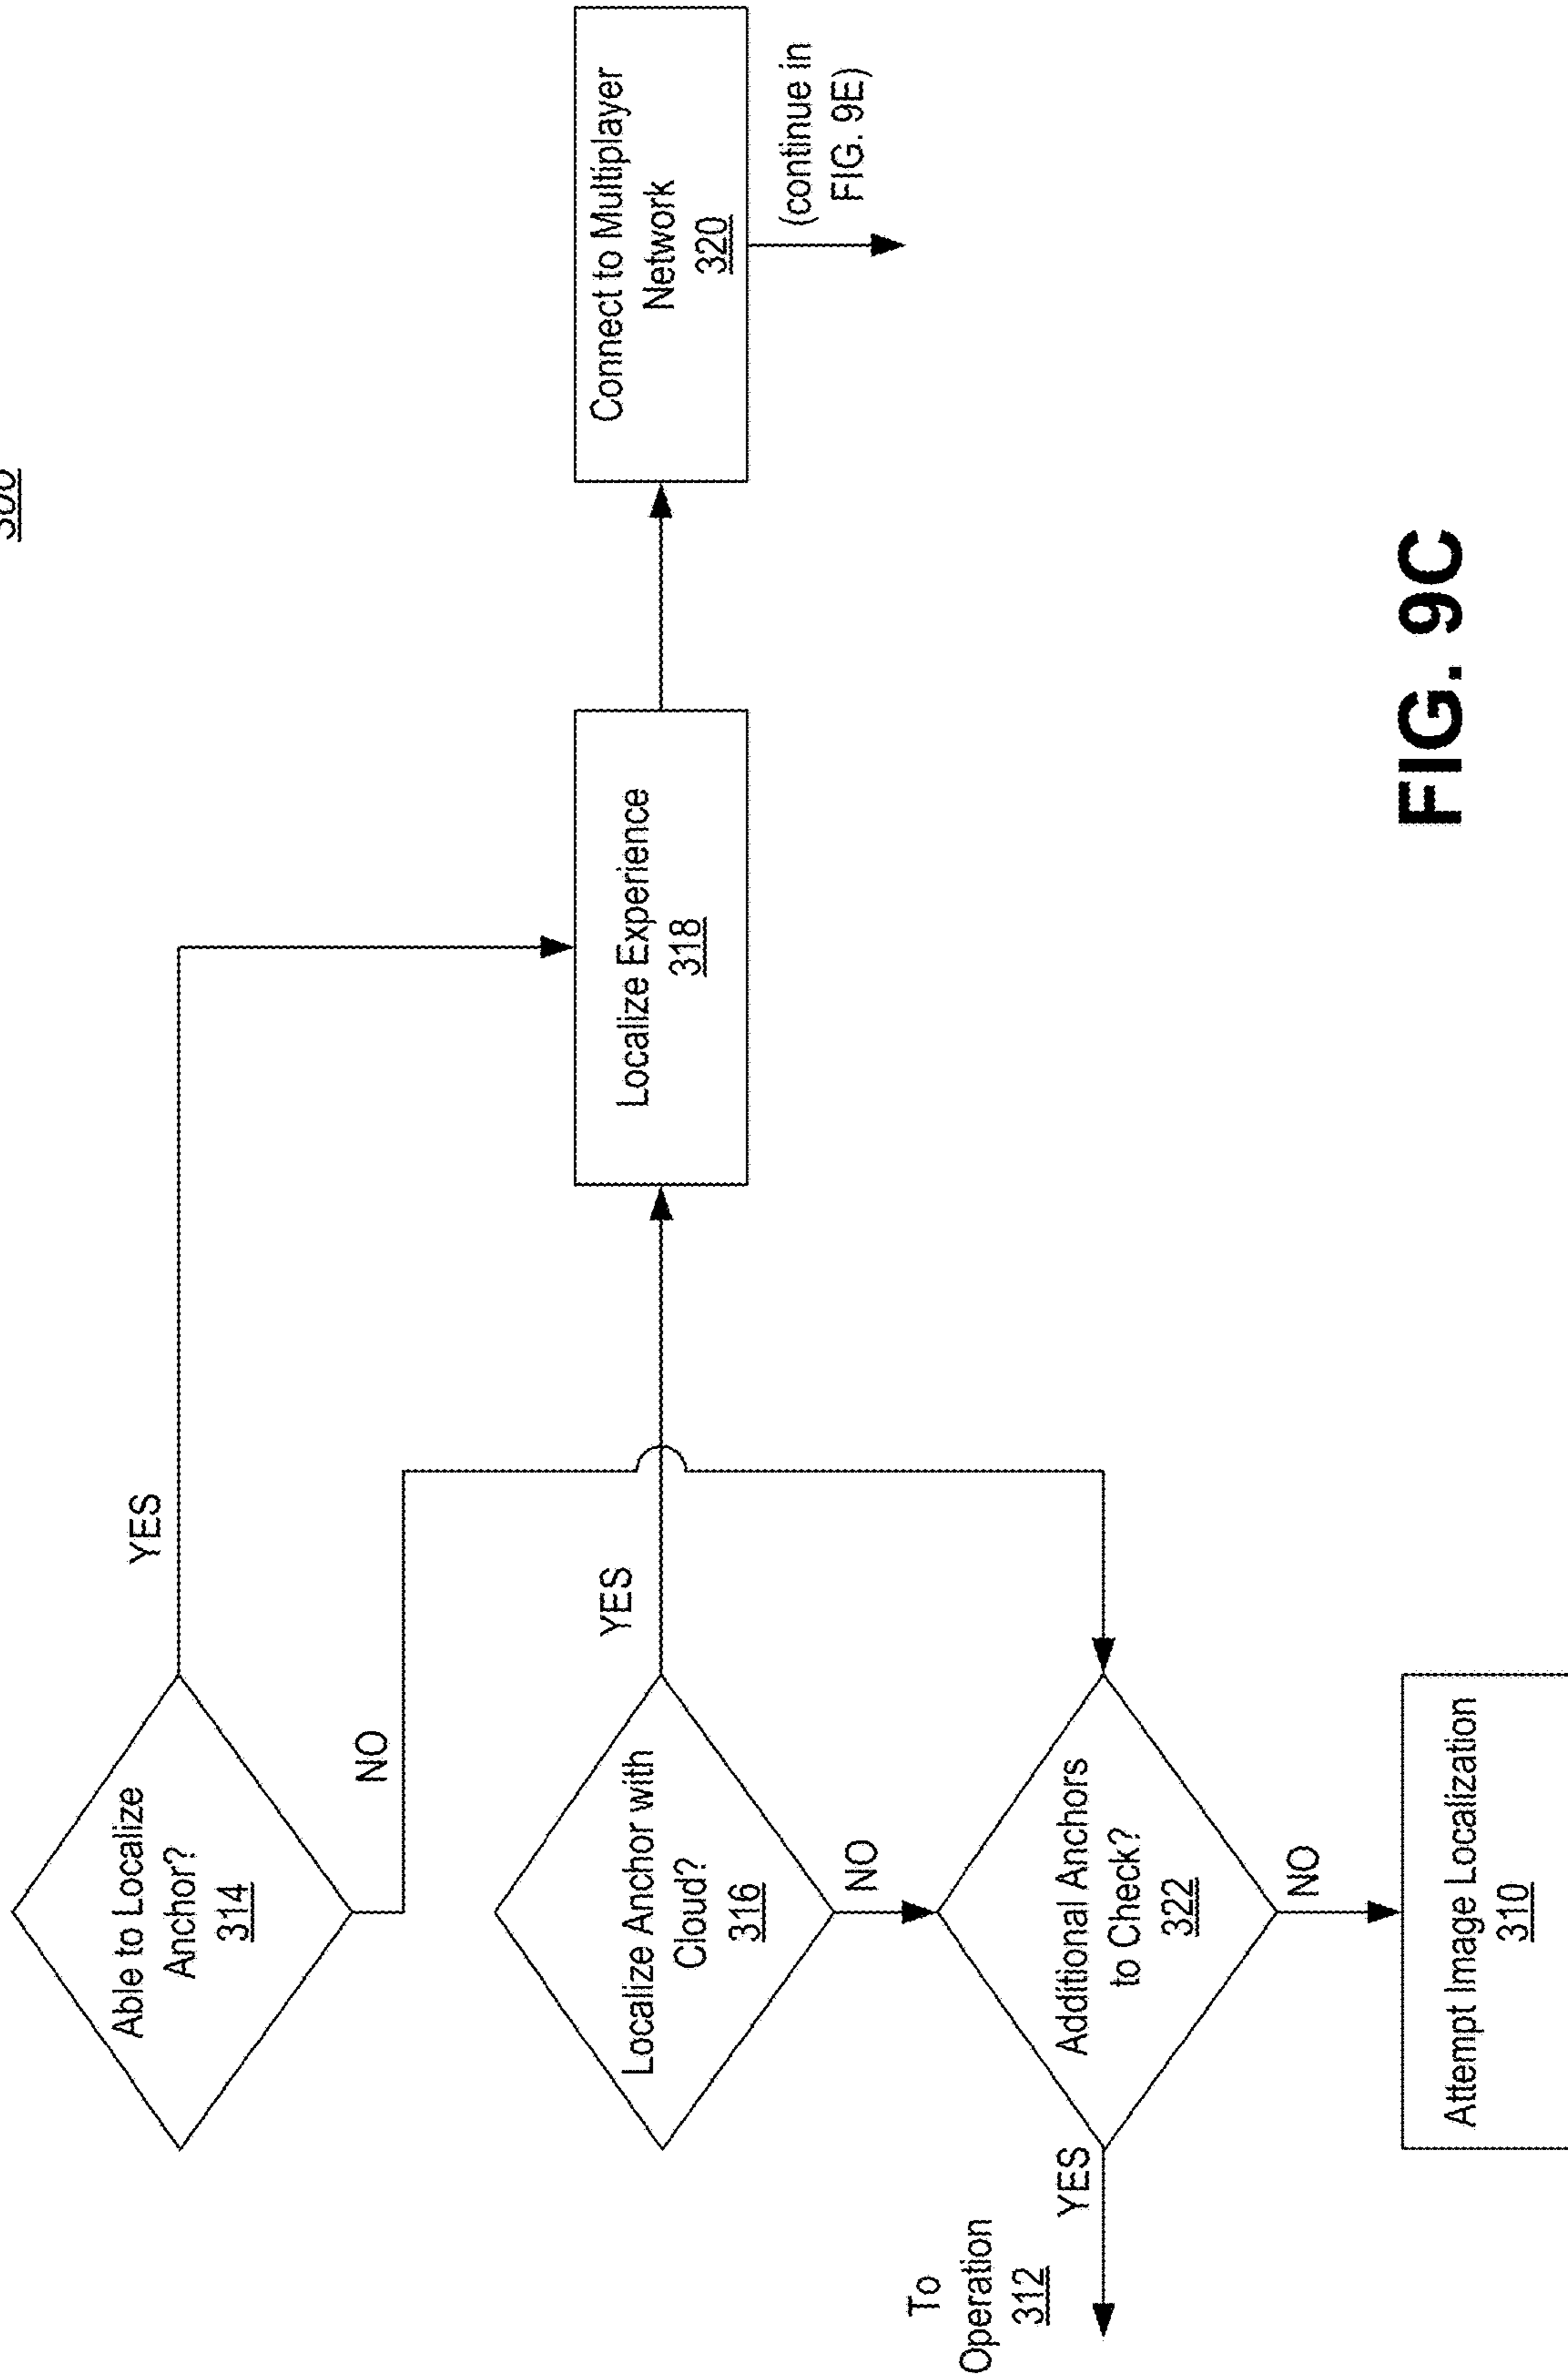 300
Able to Localize
Anchor?
314
YES
NO
Localize Anchor with
Cloud?
316
YES
NO
Localize Experience
318
Connect to Multiplayer
Network
320
(continue in
FIG. 9E)
To
Operation
312
YES
Additional Anchors
to Check?
322
NO
Attempt Image Localization
310
FIG. 9C